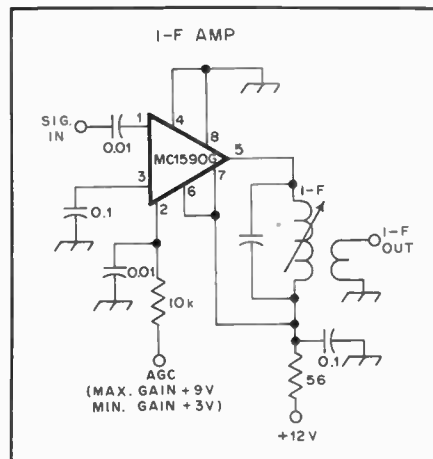 I-F AMP
SIG.
IN
0.01
1
4
8
MC1590G
5
7
3
6
2
0.1
0.01
10k
I-F
I-F
OUT
0.1
56
AGC
(MAX. GAIN +9V
MIN. GAIN +3V)
+12V